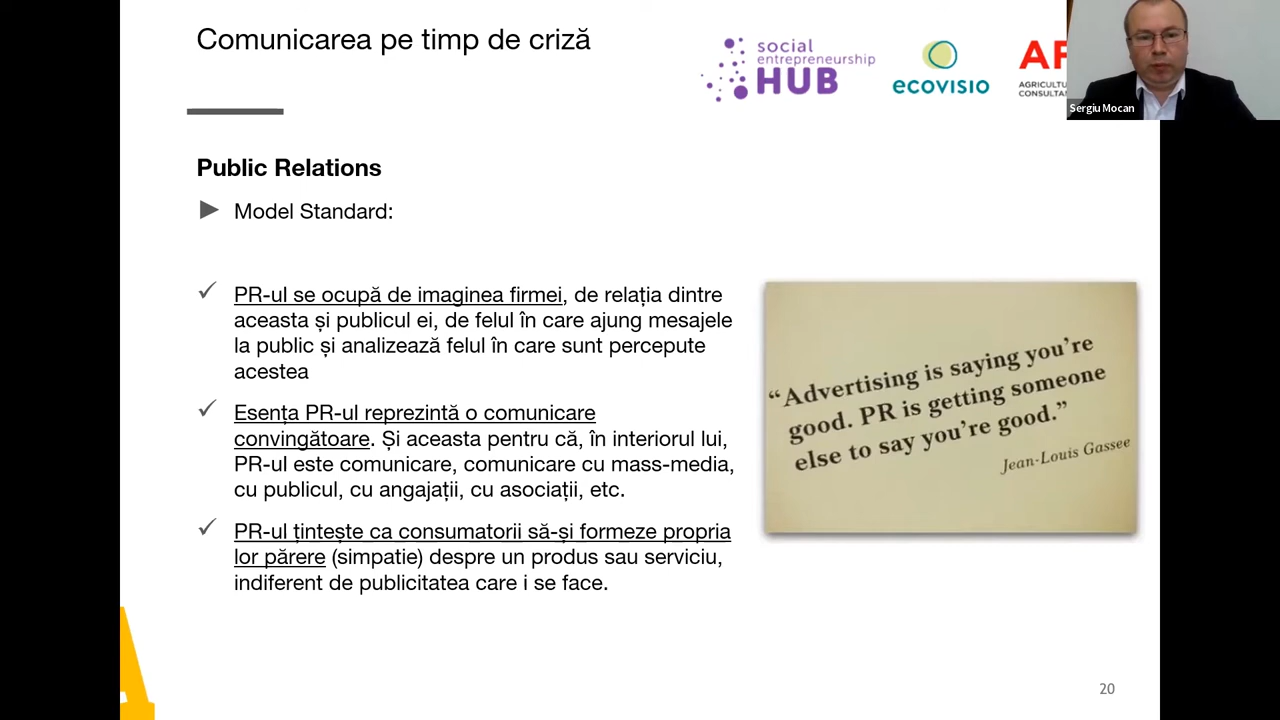 Comunicarea pe timp de criză
social
entrepreneurship
HUB
ecovisio
AGRICULTU
CONSULTA
Sergiu Mocan
Public Relations
Model Standard:
PR-ul se ocupă de imaginea firmei, de relația dintre
aceasta și publicul ei, de felul în care ajung mesajele
la public și analizează felul în care sunt percepute
acestea
Esența PR-ul reprezintă o comunicare
convingătoare. Și aceasta pentru că, în interiorul lui,
PR-ul este comunicare, comunicare cu mass-media,
cu publicul, cu angajații, cu asociații, etc.
PR-ul țintește ca consumatorii să-și formeze propria
lor părere (simpatie) despre un produs sau serviciu,
indiferent de publicitatea care i se face.
“Advertising is saying you’re
good. PR is getting someone
else to say you’re good.”
Jean-Louis Gassee
20